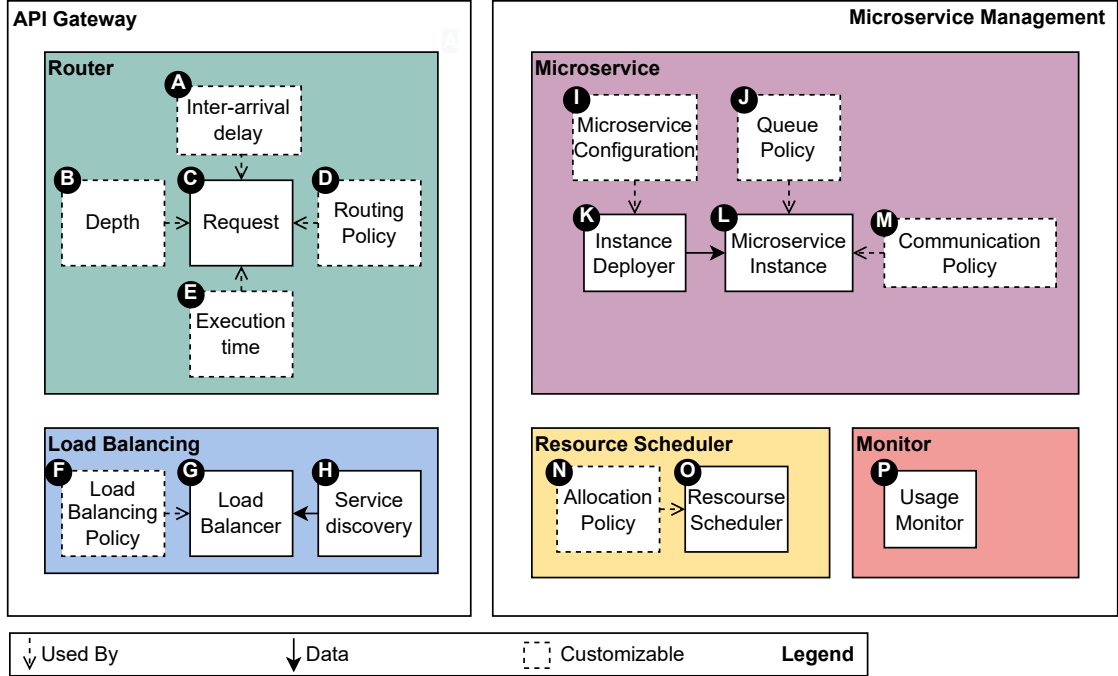 API Gateway
Router
A
Inter-arrival
delay
B
Depth
C
Request
D
Routing
Policy
E
Execution
time
Load Balancing
F
Load
Balancing
Policy
G
Load
Balancer
H
Service
discovery
Microservice Management
Microservice
I
Microservice
Configuration
J
Queue
Policy
K
Instance
Deployer
L
Microservice
Instance
M
Communication
Policy
Resource Scheduler
N
Allocation
Policy
O
Rescourse
Scheduler
Monitor
P
Usage
Monitor
Used By
Data
Customizable
Legend
A